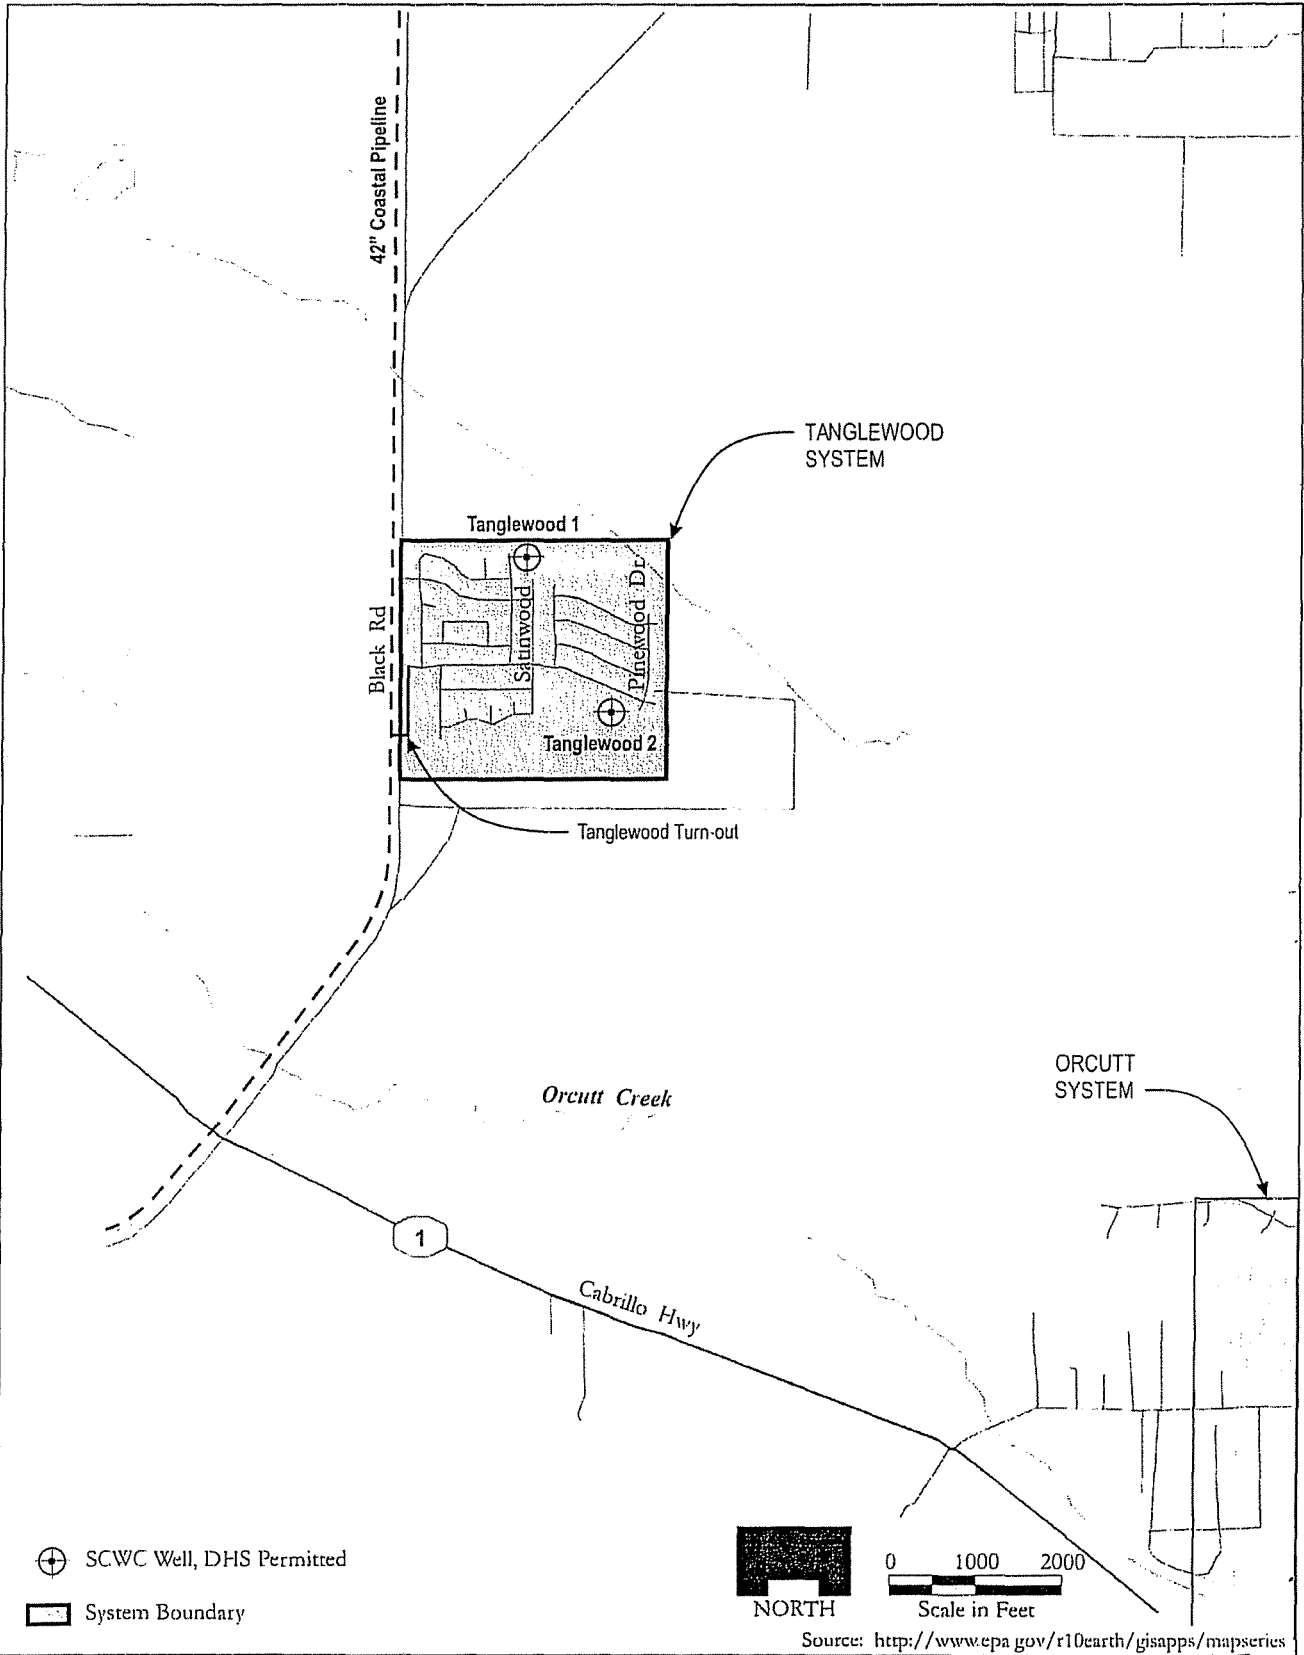 42" Coastal Pipeline
TANGLEWOOD
SYSTEM
Tanglewood 1
Black Rd
Satinwood
Pinewood Dr
Tanglewood 2
Tanglewood Turn-out
Orcutt Creek
ORCUTT
SYSTEM
1
Cabrillo Hwy
SCWC Well, DHS Permitted
System Boundary
NORTH
0 1000 2000
Scale in Feet
Source: http://www.epa.gov/r10earth/gisapps/mapseries